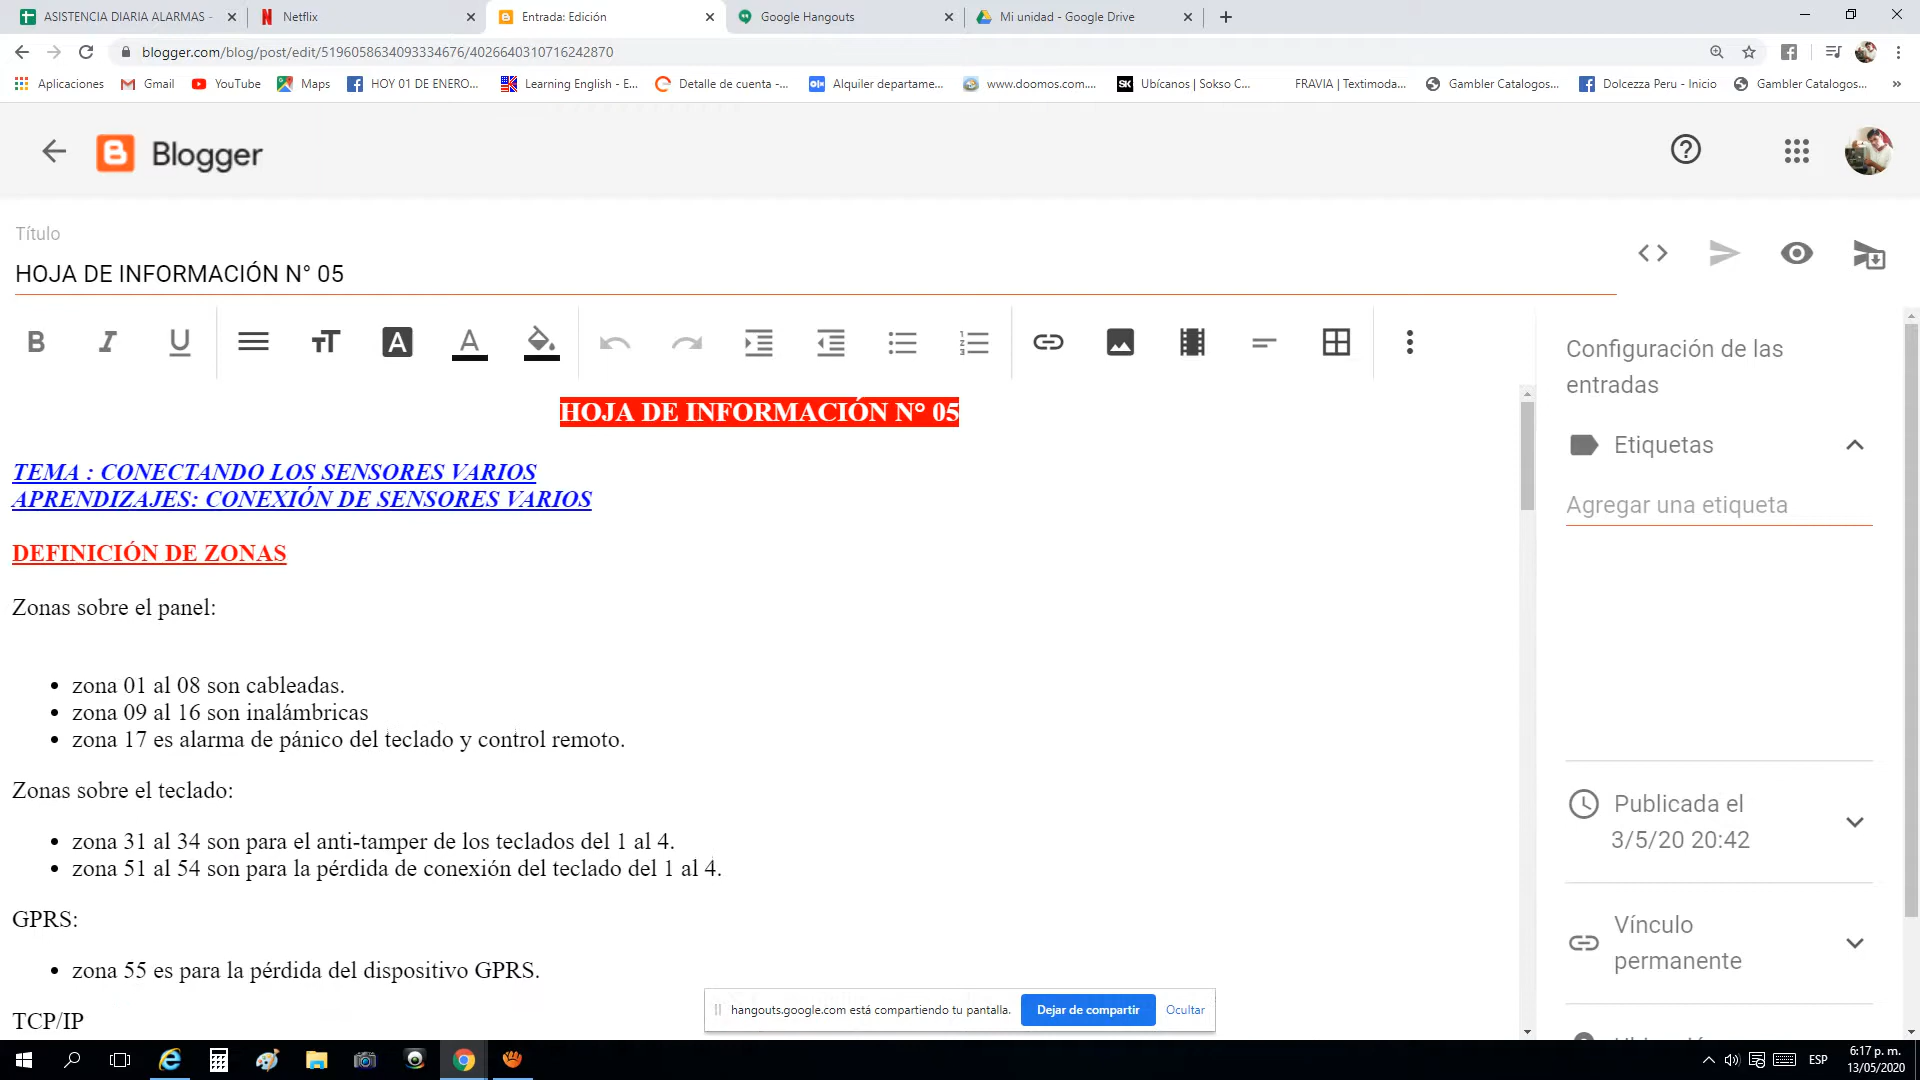 ASISTENCIA DIARIA ALARMAS -
Netflix
Entrada: Edición
Google Hangouts
Mi unidad - Google Drive
blogger.com/blog/post/edit/5196058634093334676/4026640310716242870
Aplicaciones
Gmail
YouTube
Maps
HOY 01 DE ENERO...
Learning English - E...
Detalle de cuenta -...
Alquiler departame...
www.doomos.com....
Ubícanos | Sokso C...
FRAVIA | Textimoda...
Gambler Catalogos...
Dolcezza Peru - Inicio
Gambler Catalogos...
Blogger
Título
HOJA DE INFORMACIÓN N° 05
HOJA DE INFORMACIÓN N° 05
TEMA : CONECTANDO LOS SENSORES VARIOS
APRENDIZAJES: CONEXIÓN DE SENSORES VARIOS
DEFINICIÓN DE ZONAS
Zonas sobre el panel:
zona 01 al 08 son cableadas.
zona 09 al 16 son inalámbricas
zona 17 es alarma de pánico del teclado y control remoto.
Zonas sobre el teclado:
zona 31 al 34 son para el anti-tamper de los teclados del 1 al 4.
zona 51 al 54 son para la pérdida de conexión del teclado del 1 al 4.
GPRS:
zona 55 es para la pérdida del dispositivo GPRS.
TCP/IP
Configuración de las
entradas
Etiquetas
Agregar una etiqueta
Publicada el
3/5/20 20:42
Vínculo
permanente
hangouts.google.com está compartiendo tu pantalla.
Dejar de compartir
Ocultar
ESP
6:17 p. m.
13/05/2020